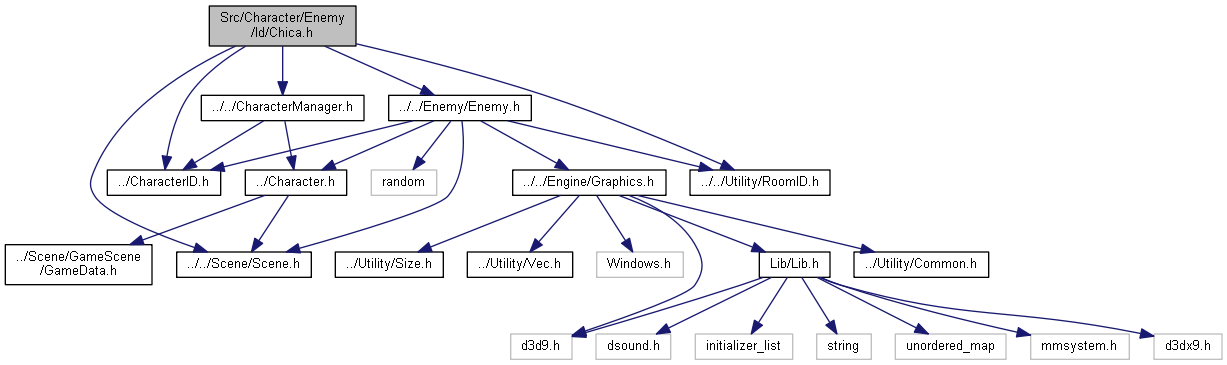 Src/Character/Enemy
/Id/Chica.h
../../CharacterManager.h
../../Enemy/Enemy.h
../CharacterID.h
../Character.h
random
../../Engine/Graphics.h
../../Utility/RoomID.h
../Scene/GameScene
/GameData.h
../../Scene/Scene.h
../Utility/Size.h
../Utility/Vec.h
Windows.h
Lib/Lib.h
../Utility/Common.h
d3d9.h
dsound.h
initializer_list
string
unordered_map
mmsystem.h
d3dx9.h